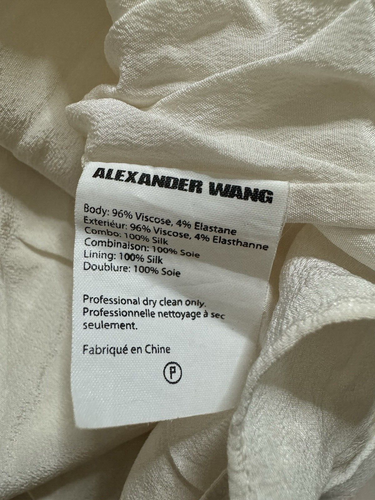 ALEXANDER WANG
Body: 96% Viscose, 4% Elastane
Exterieur: 96% Viscose, 4% Elasthanne
Combo: 100% Silk
Combinaison: 100% Soie
Lining: 100% Silk
Doublure: 100% Soie
Professional dry clean only.
Professionnelle nettoyage à sec
seulement.
Fabriqué en Chine
P